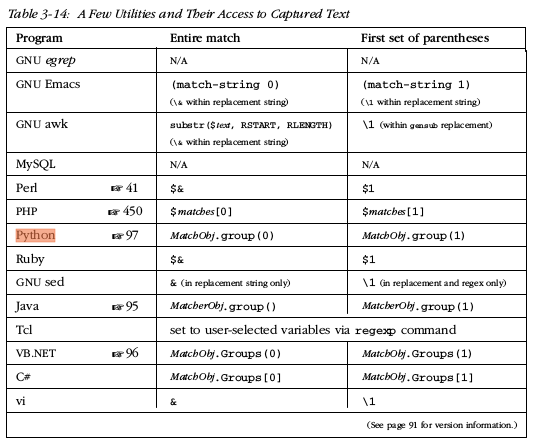 Table 3-14: A Few Utilities and Their Access to Captured Text
Program Entire match First set of parentheses
GNU egrep N/A N/A
GNU Emacs (match-string 0) (match-string 1)
(\& within replacement string) (\1 within replacement string)
GNU awk substr($text, RSTART, RLENGTH) \1 (within gensub replacement)
(\& within replacement string)
MySQL N/A N/A
Perl ☞ 41 $& $1
PHP ☞ 450 $matches[0] $matches[1]
Python ☞ 97 MatchObj.group(0) MatchObj.group(1)
Ruby $& $1
GNU sed & (in replacement string only) \1 (in replacement and regex only)
Java ☞ 95 MatcherObj.group() MatcherObj.group(1)
Tcl set to user-selected variables via regexp command
VB.NET ☞ 96 MatchObj.Groups(0) MatchObj.Groups(1)
C# MatchObj.Groups[0] MatchObj.Groups[1]
vi & \1
(See page 91 for version information.)